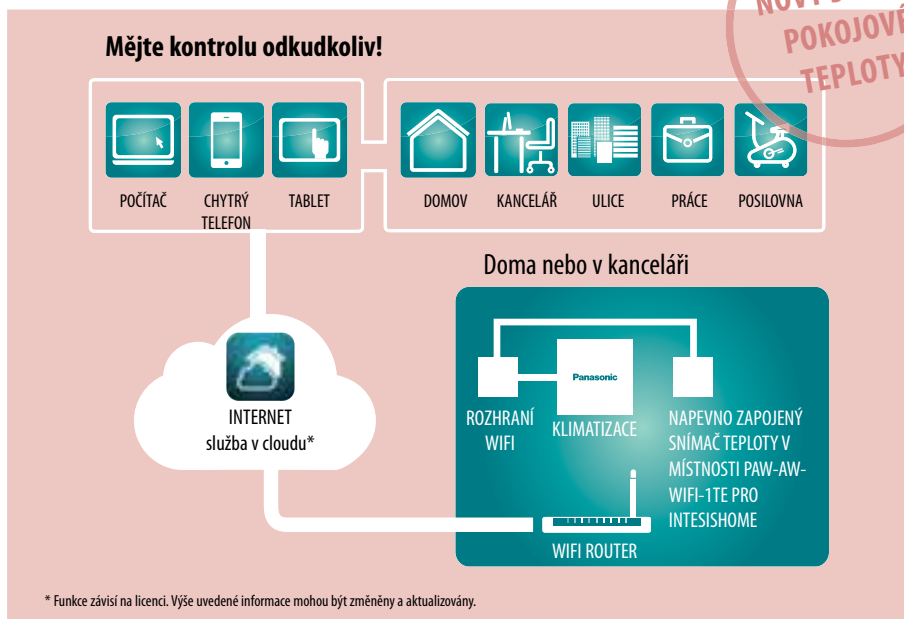 NOVÝ
POKOJOVÉ
TEPLOTY
Mějte kontrolu odkudkoliv!
POČÍTAČ
CHYTRÝ
TELEFON
TABLET
DOMOV
KANCELÁŘ
ULICE
PRÁCE
POSILOVNA
Doma nebo v kanceláři
INTERNET
služba v cloudu*
Panasonic
ROZHRANÍ
WIFI
KLIMATIZACE
NAPEVNO ZAPOJENÝ
SNÍMAČ TEPLOTY V
MÍSTNOSTI PAW-AW-
WIFI-1TE PRO
INTESISHOME
WIFI ROUTER
* Funkce závisí na licenci. Výše uvedené informace mohou být změněny a aktualizovány.